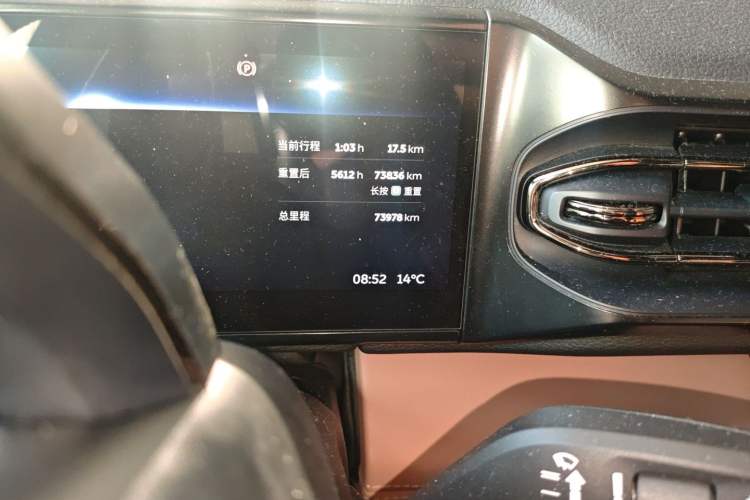 P
当前行程 1:03 h 17.5 km
重置后 5612 h 73836 km
长按 重置
总里程 73978 km
08:52 14°C